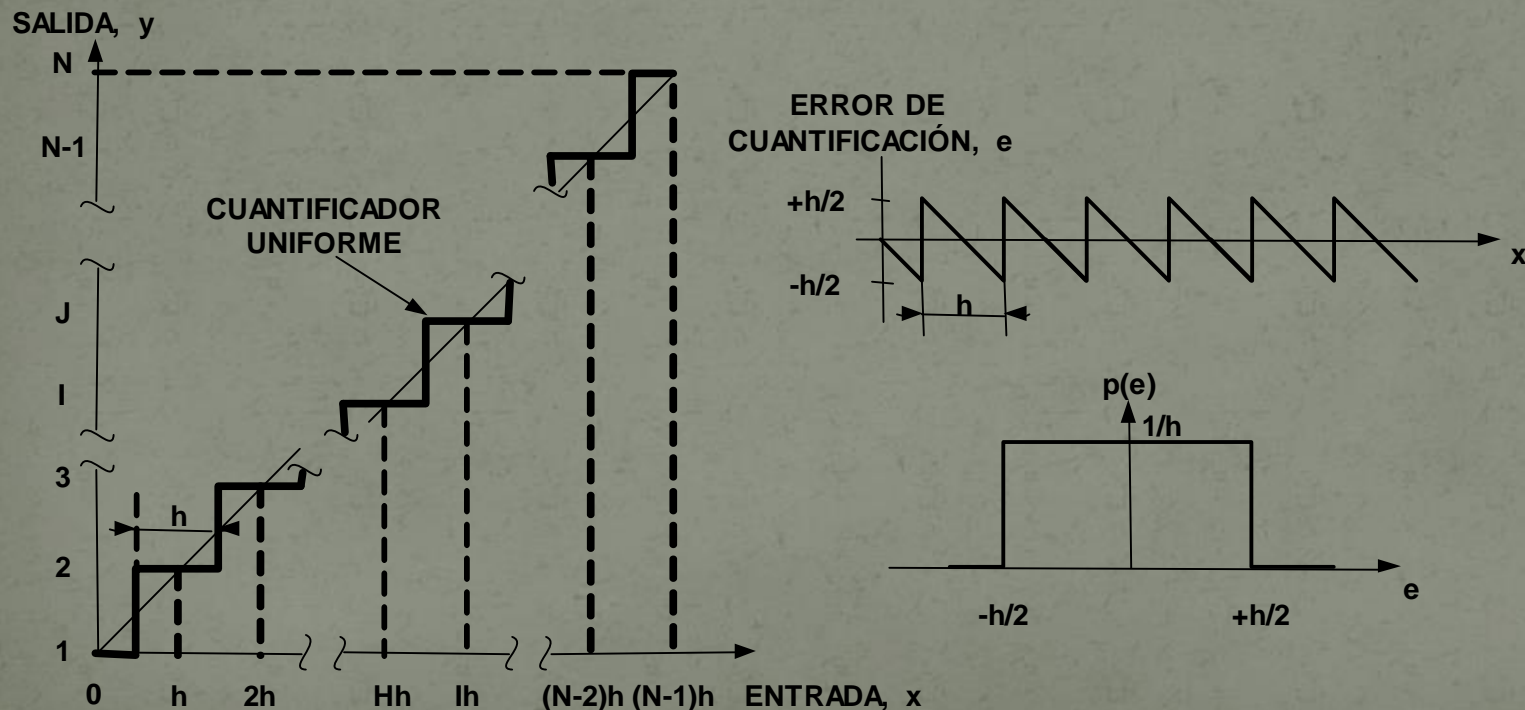 SALIDA, y
N
N-1
J
I
3
2
1
CUANTIFICADOR
UNIFORME
h
0
h
2h
Hh
Ih
(N-2)h
(N-1)h
ENTRADA, x
ERROR DE
CUANTIFICACIÓN, e
+h/2
-h/2
h
x
p(e)
1/h
-h/2
+h/2
e